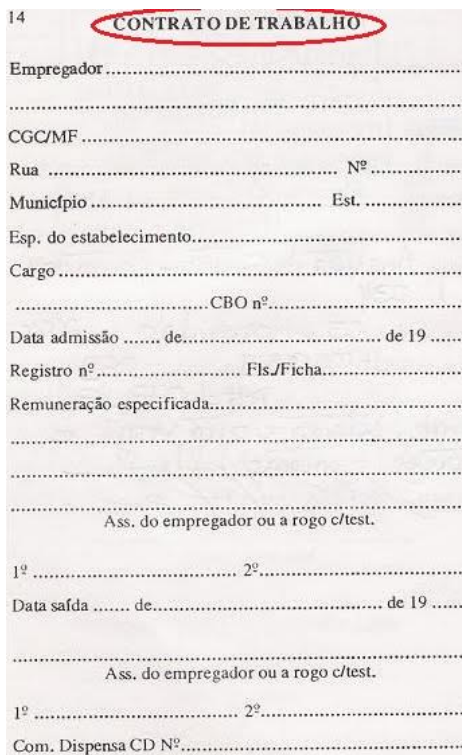 14
CONTRATO DE TRABALHO
Empregador
CGC/MF
Rua Nº
Município Est.
Esp. do estabelecimento
Cargo
CBO nº
Data admissão ....... de ....... de 19 .......
Registro nº ....... Fls./Ficha
Remuneração especificada
Ass. do empregador ou a rogo c/test.
1º ....... 2º
Data saída ....... de ....... de 19 .......
Ass. do empregador ou a rogo c/test.
1º ....... 2º
Com. Dispensa CD Nº